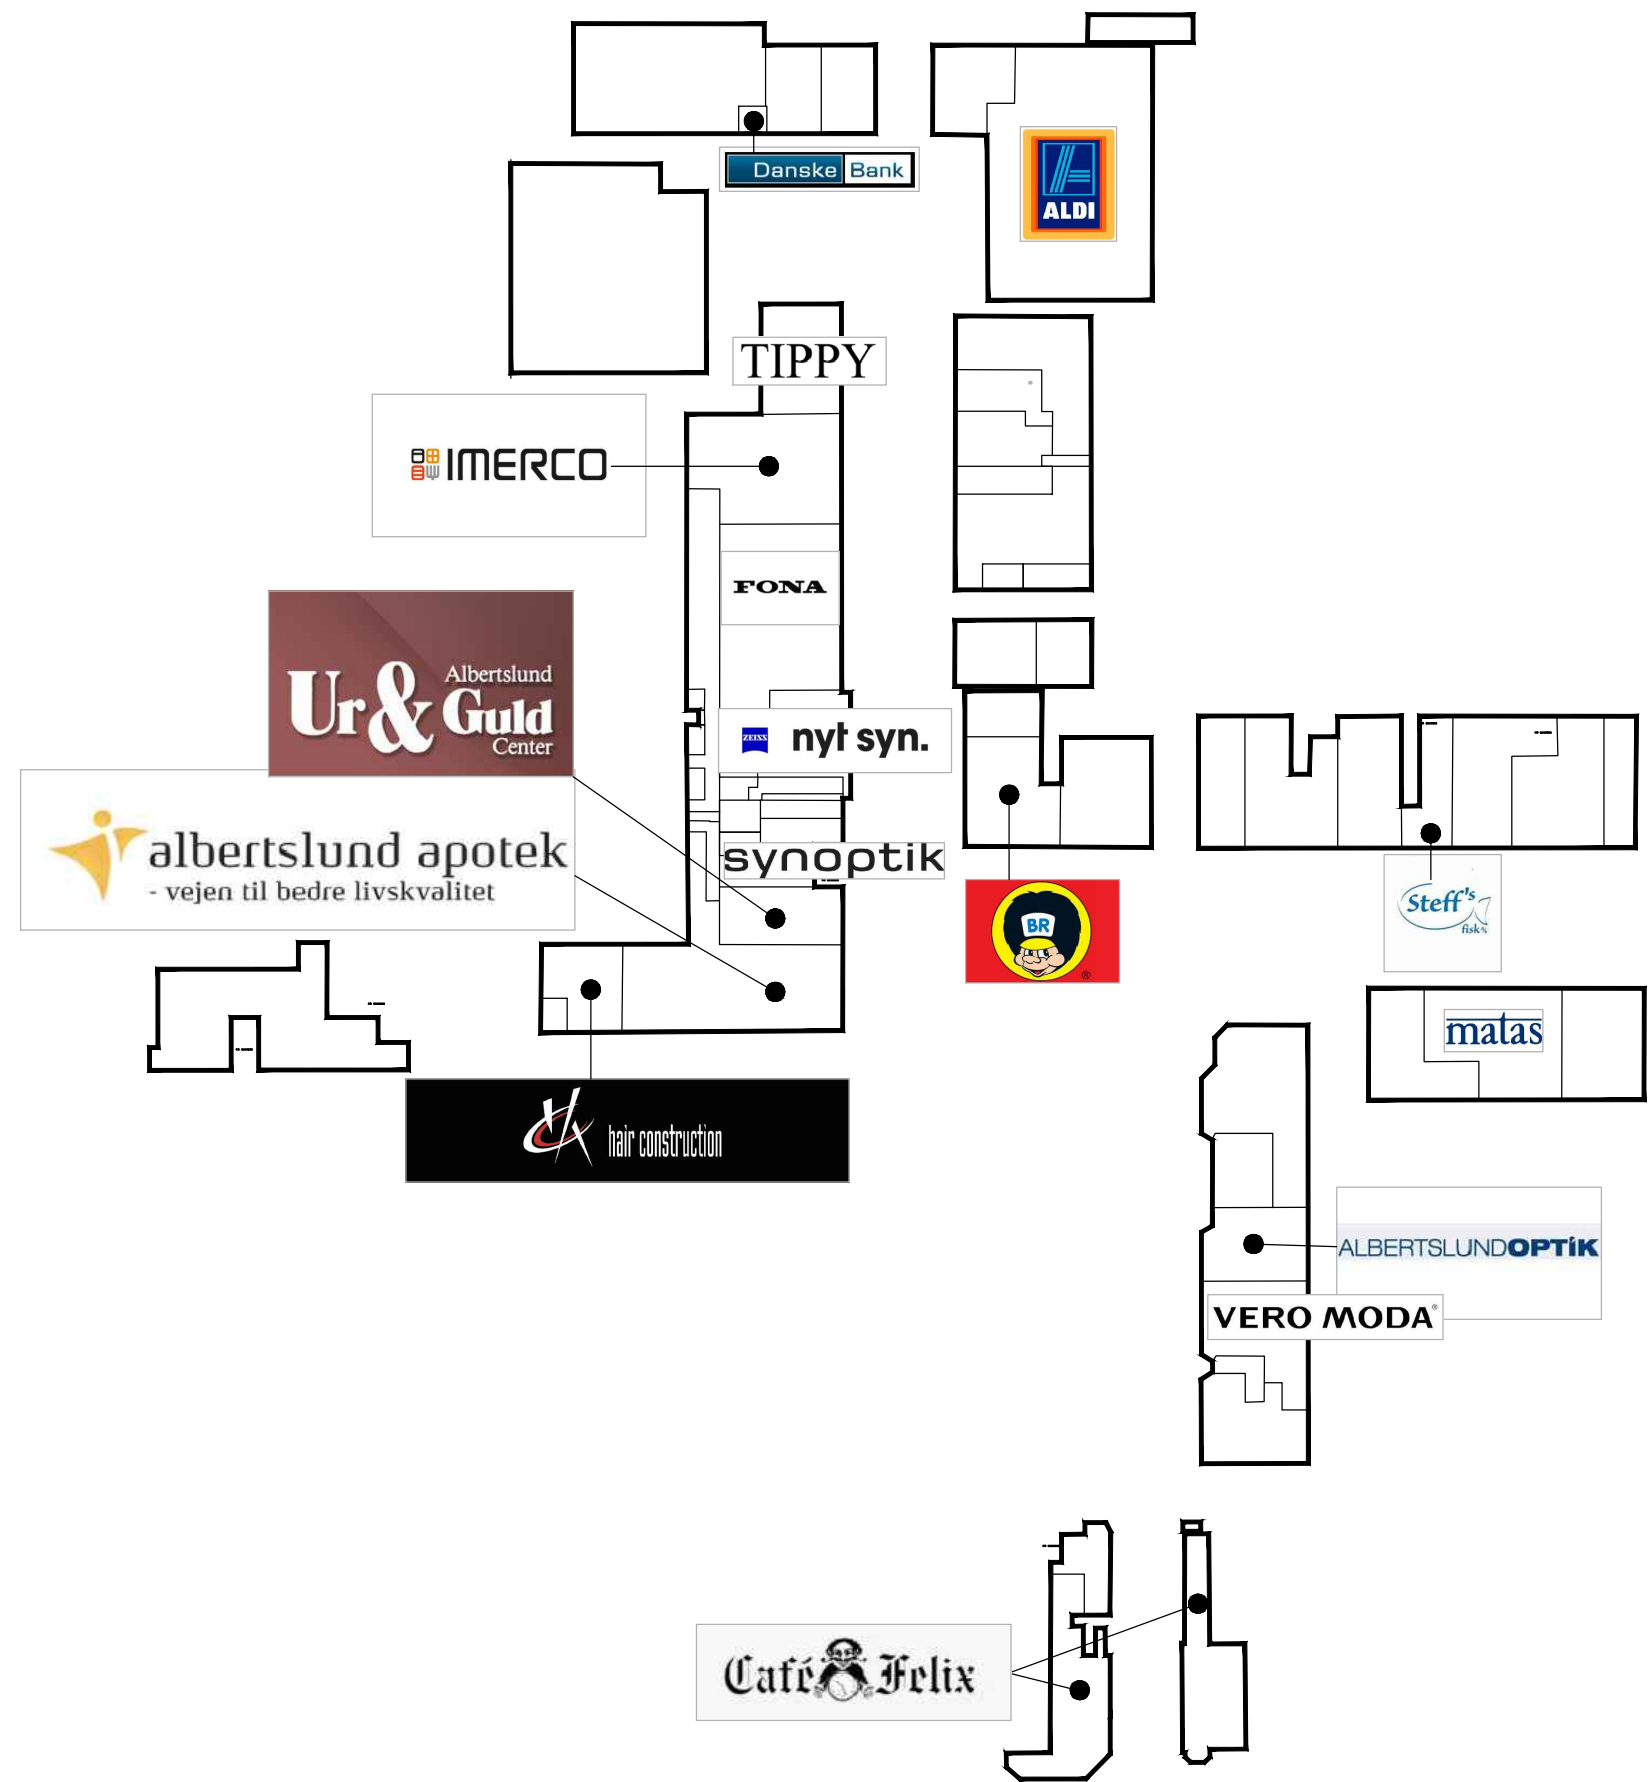 Danske Bank
ALDI
TIPPY
IMERCO
FONA
Ur & Guld
Albertslund
Center
ZEISS nyt syn.
albertslund apotek
- vejen til bedre livskvalitet
synoptik
BR
®
Steff's
fisk
matas
hair construction
ALBERTSLUNDOPTIK
VERO MODA®
Café Felix